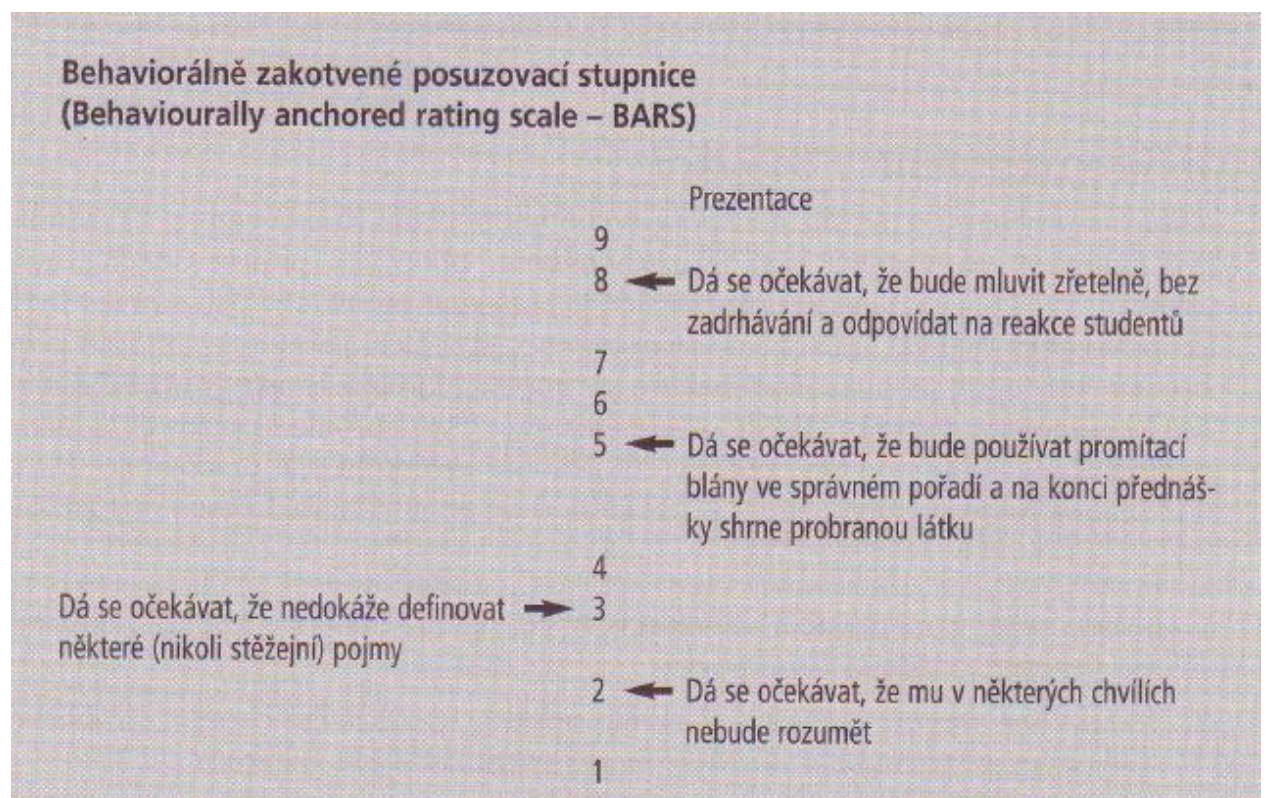 Behaviorálně zakotvené posuzovací stupnice
(Behaviourally anchored rating scale – BARS)
Prezentace
9
8 Dá se očekávat, že bude mluvit zřetelně, bez
zadrhávání a odpovídat na reakce studentů
7
6
5 Dá se očekávat, že bude používat promítací
blány ve správném pořadí a na konci přednáš-
ky shrne probranou látku
4
Dá se očekávat, že nedokáže definovat 3
některé (nikoli stěžejní) pojmy
2 Dá se očekávat, že mu v některých chvílích
nebude rozumět
1